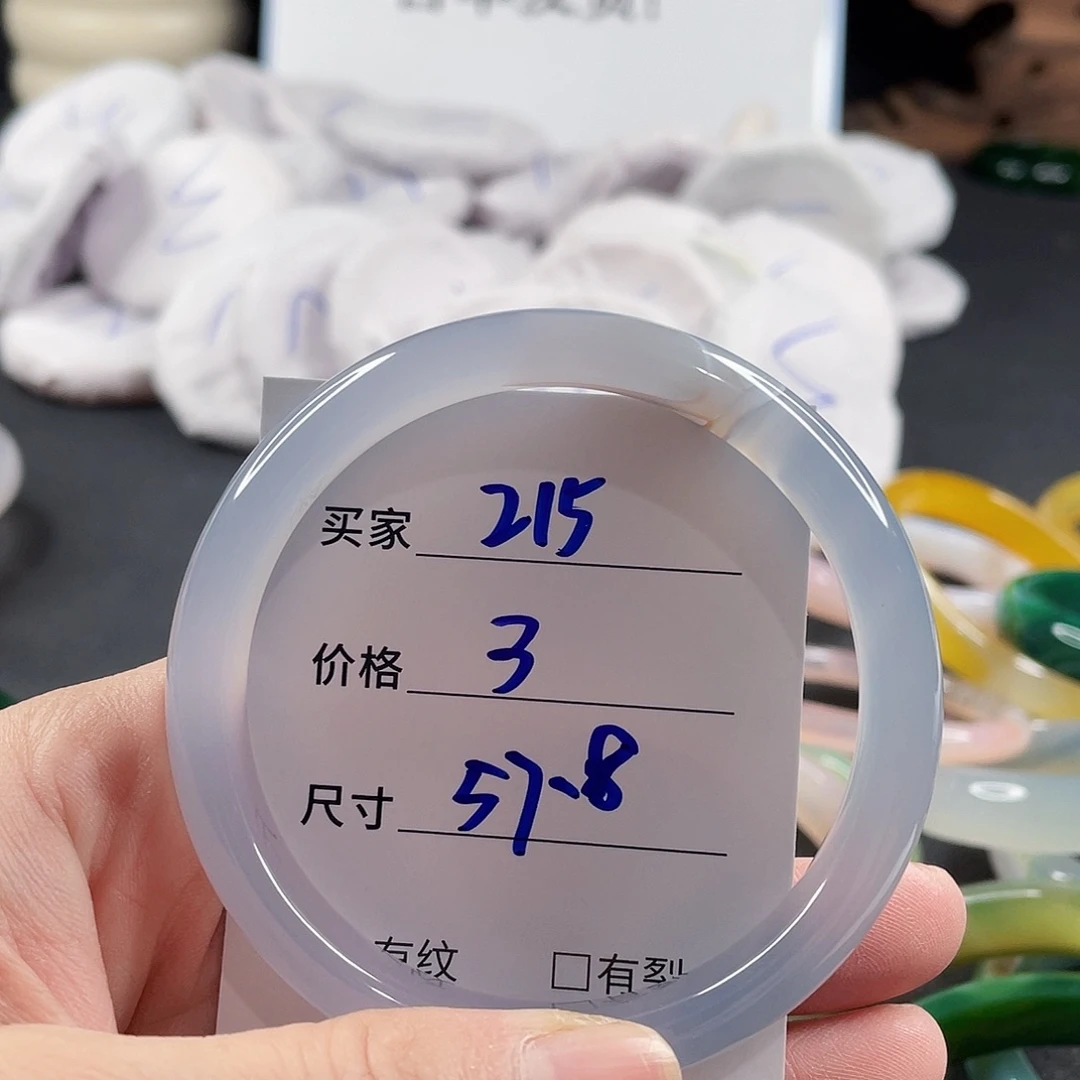 买家 215
价格 3
尺寸 57.8
有纹 □有裂